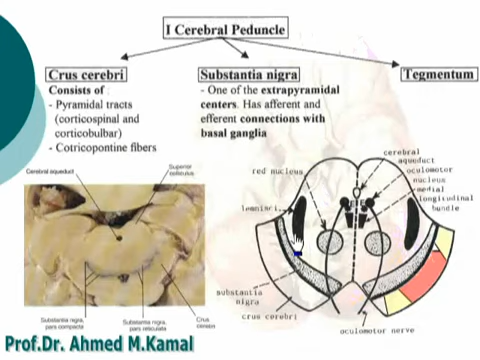 I Cerebral Peduncle
Crus cerebri
Consists of
- Pyramidal tracts
(corticospinal and
corticobulbar)
- Cotricopontine fibers
Substantia nigra
- One of the extrapyramidal
centers. Has afferent and
efferent connections with
basal ganglia
Tegmentum
Cerebral aqueduct
Superior
colliculus
Substantia nigra,
pars compacta
Substantia nigra,
pars reticulata
Crus
cerebri
red nucleus
lemnisci
substantia
nigra
crus cerebri
cerebral
aqueduct
oculomotor
nucleus
medial
longitudinal
bundle
oculomotor nerve
Prof.Dr. Ahmed M.Kamal